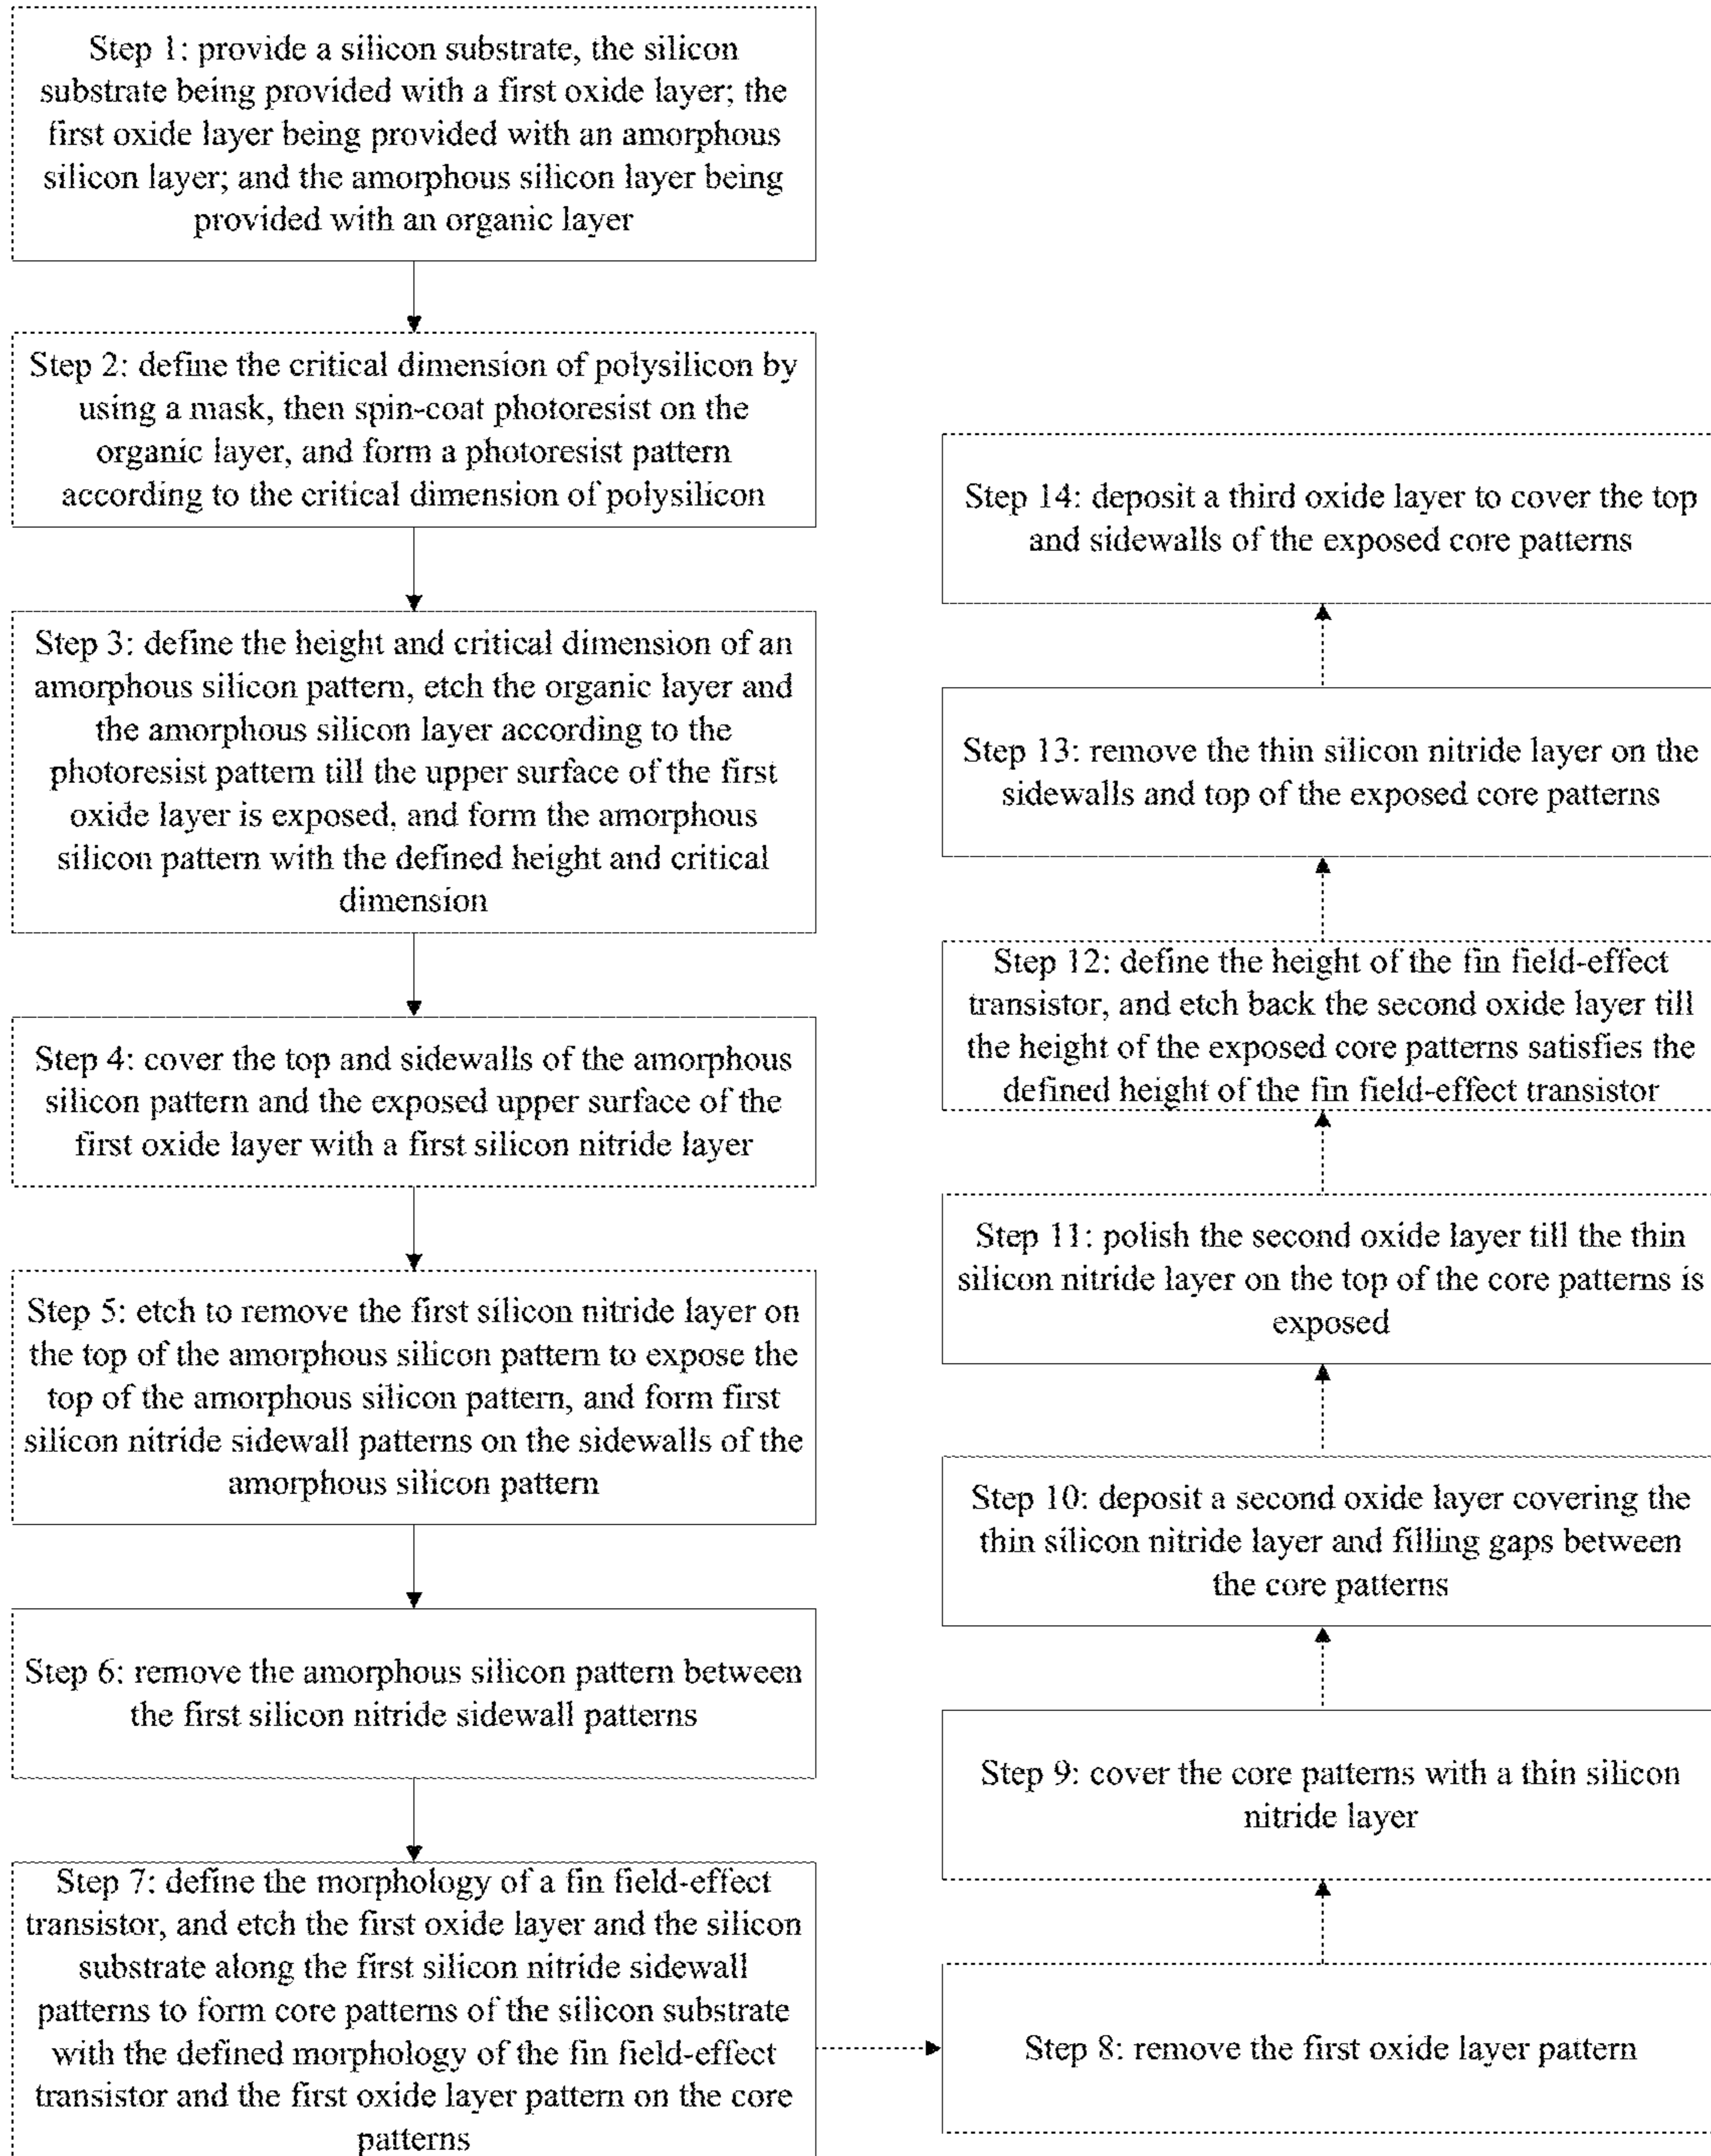 Step 1: provide a silicon substrate, the silicon
substrate being provided with a first oxide layer; the
first oxide layer being provided with an amorphous
silicon layer; and the amorphous silicon layer being
provided with an organic layer
Step 2: define the critical dimension of polysilicon by
using a mask, then spin-coat photoresist on the
organic layer, and form a photoresist pattern
according to the critical dimension of polysilicon
Step 3: define the height and critical dimension of an
amorphous silicon pattern, etch the organic layer and
the amorphous silicon layer according to the
photoresist pattern till the upper surface of the first
oxide layer is exposed, and form the amorphous
silicon pattern with the defined height and critical
dimension
Step 4: cover the top and sidewalls of the amorphous
silicon pattern and the exposed upper surface of the
first oxide layer with a first silicon nitride layer
Step 5: etch to remove the first silicon nitride layer on
the top of the amorphous silicon pattern to expose the
top of the amorphous silicon pattern, and form first
silicon nitride sidewall patterns on the sidewalls of the
amorphous silicon pattern
Step 6: remove the amorphous silicon pattern between
the first silicon nitride sidewall patterns
Step 7: define the morphology of a fin field-effect
transistor, and etch the first oxide layer and the silicon
substrate along the first silicon nitride sidewall
patterns to form core patterns of the silicon substrate
with the defined morphology of the fin field-effect
transistor and the first oxide layer pattern on the core
patterns
Step 8: remove the first oxide layer pattern
Step 9: cover the core patterns with a thin silicon
nitride layer
Step 10: deposit a second oxide layer covering the
thin silicon nitride layer and filling gaps between
the core patterns
Step 11: polish the second oxide layer till the thin
silicon nitride layer on the top of the core patterns is
exposed
Step 12: define the height of the fin field-effect
transistor, and etch back the second oxide layer till
the height of the exposed core patterns satisfies the
defined height of the fin field-effect transistor
Step 13: remove the thin silicon nitride layer on the
sidewalls and top of the exposed core patterns
Step 14: deposit a third oxide layer to cover the top
and sidewalls of the exposed core patterns